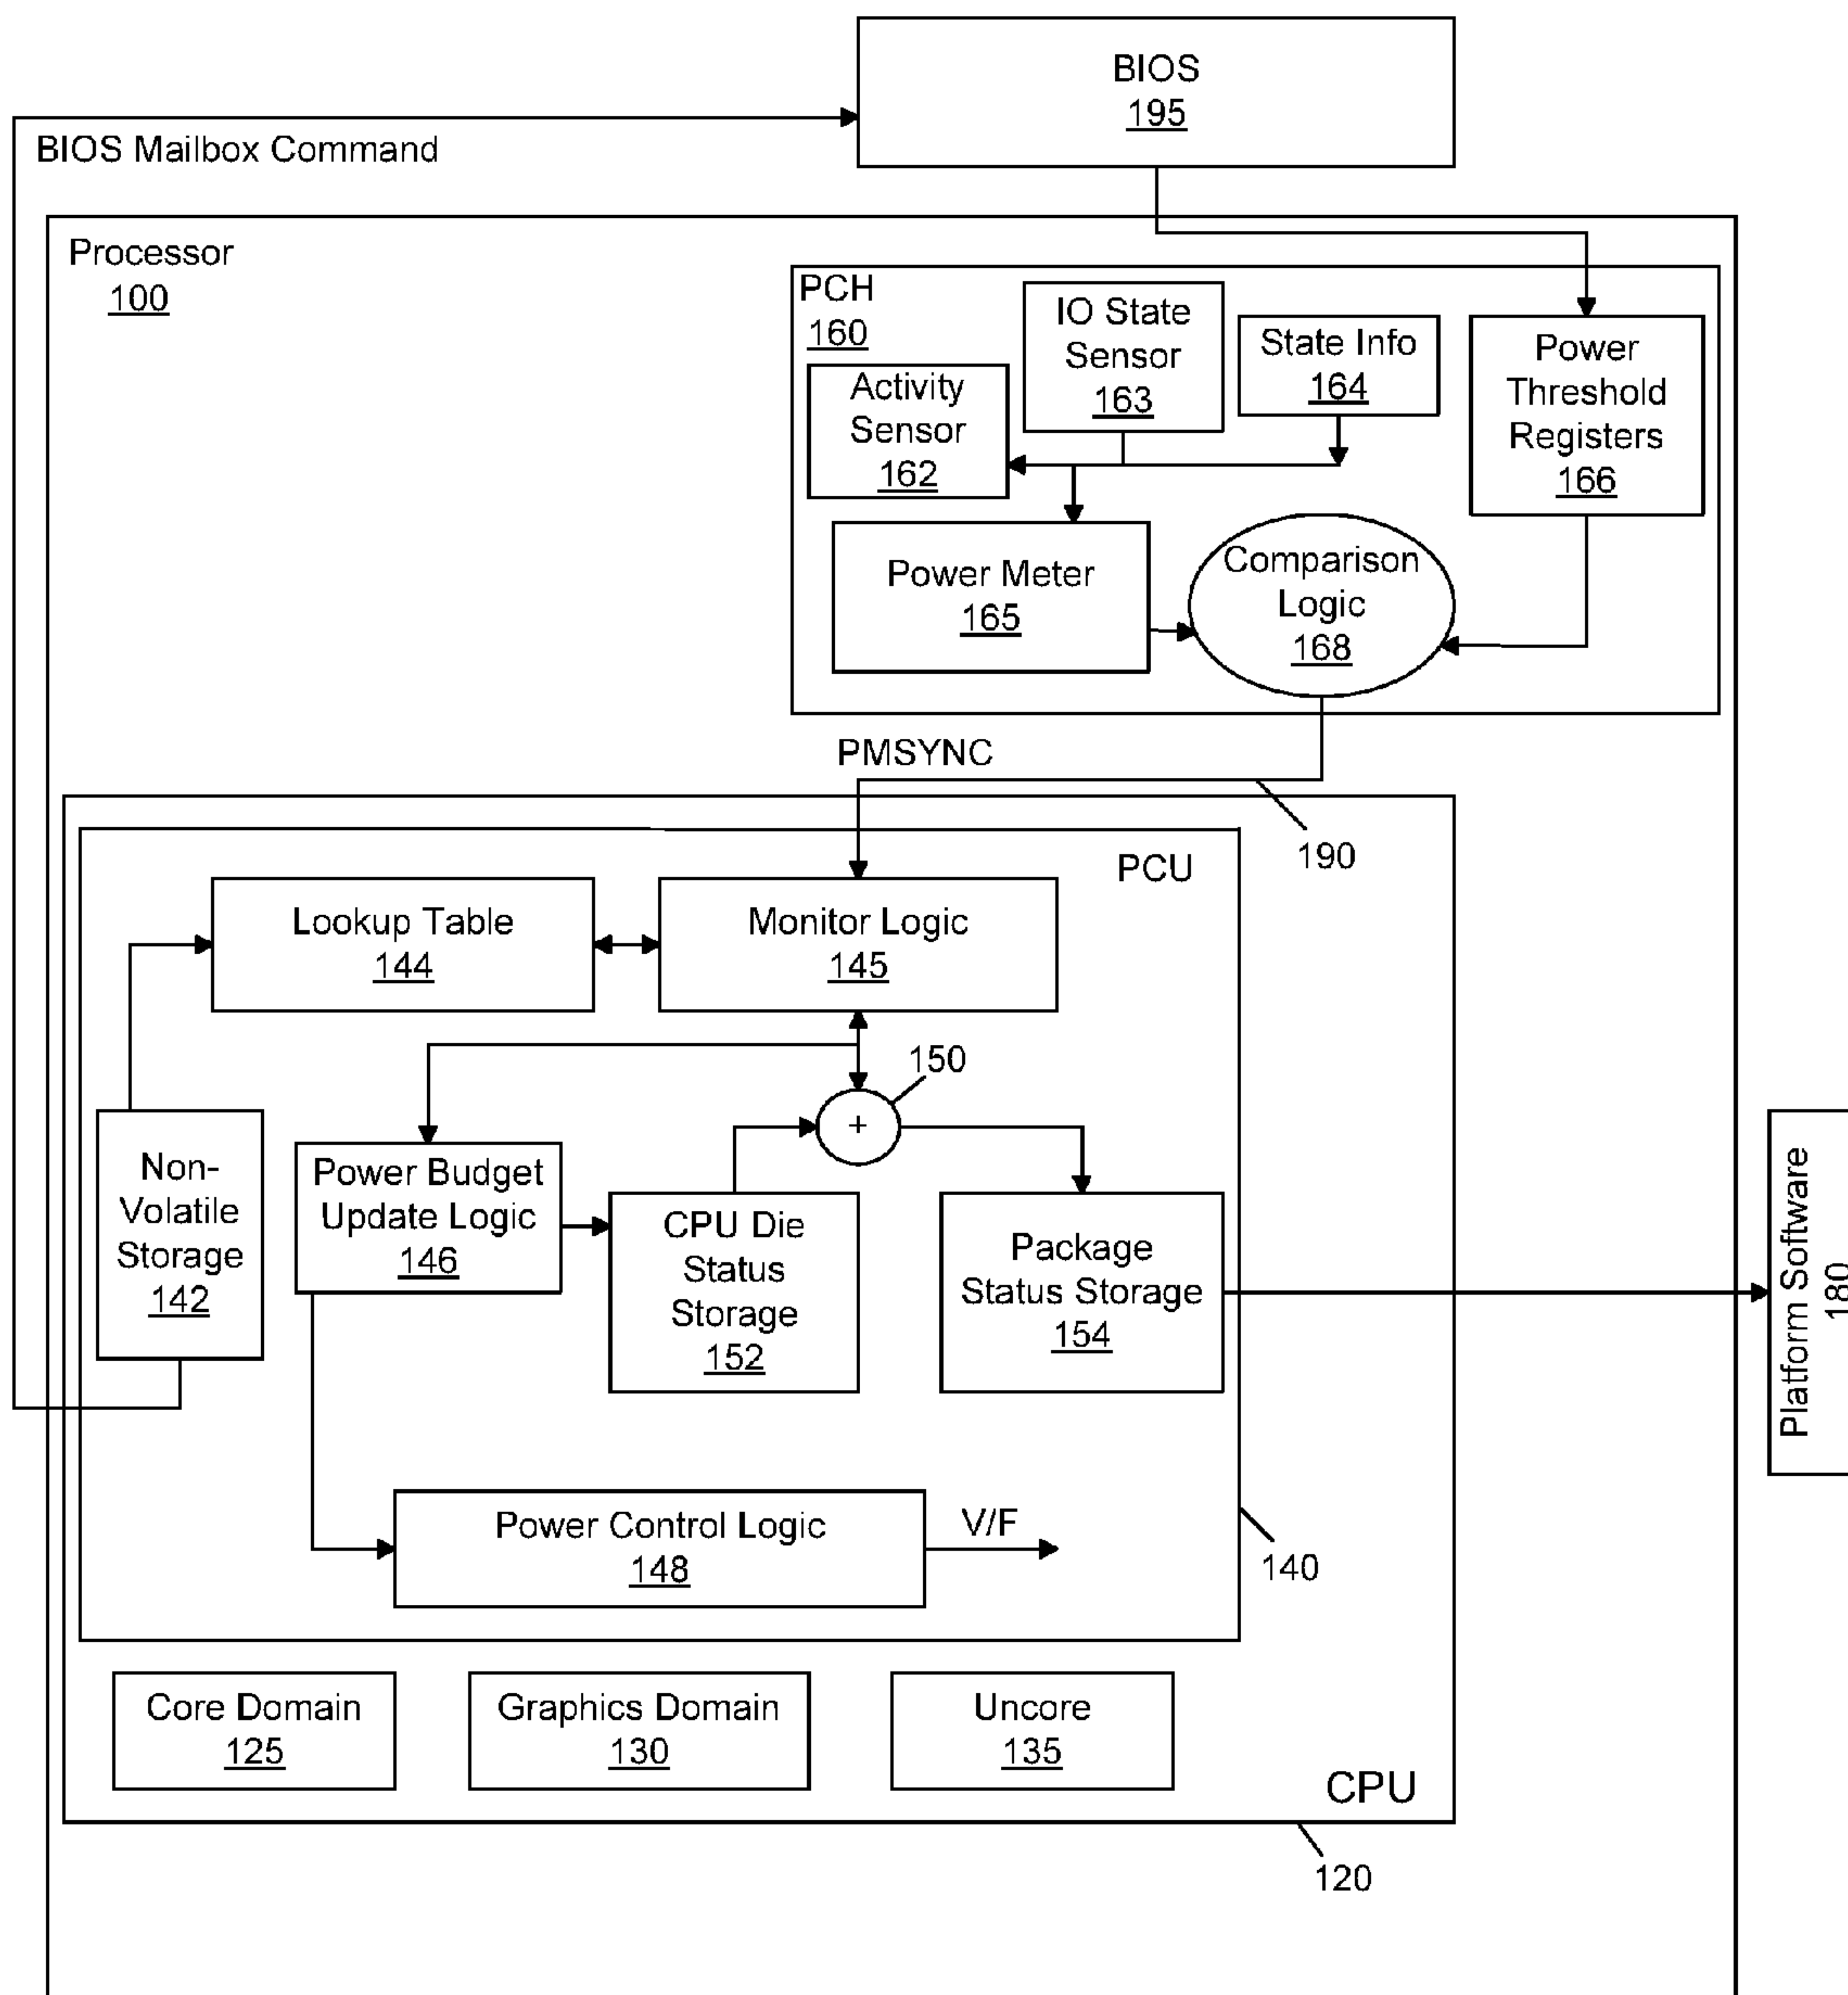 BIOS
195
BIOS Mailbox Command
Processor
100
PCH
160
IO State
Sensor
163
State Info
164
Power
Threshold
Registers
166
Activity
Sensor
162
Power Meter
165
Comparison
Logic
168
PMSYNC
190
PCU
Lookup Table
144
Monitor Logic
145
150
+
Non-
Volatile
Storage
142
Power Budget
Update Logic
146
CPU Die
Status
Storage
152
Package
Status Storage
154
Platform Software
180
Power Control Logic
148
V/F
140
Core Domain
125
Graphics Domain
130
Uncore
135
CPU
120